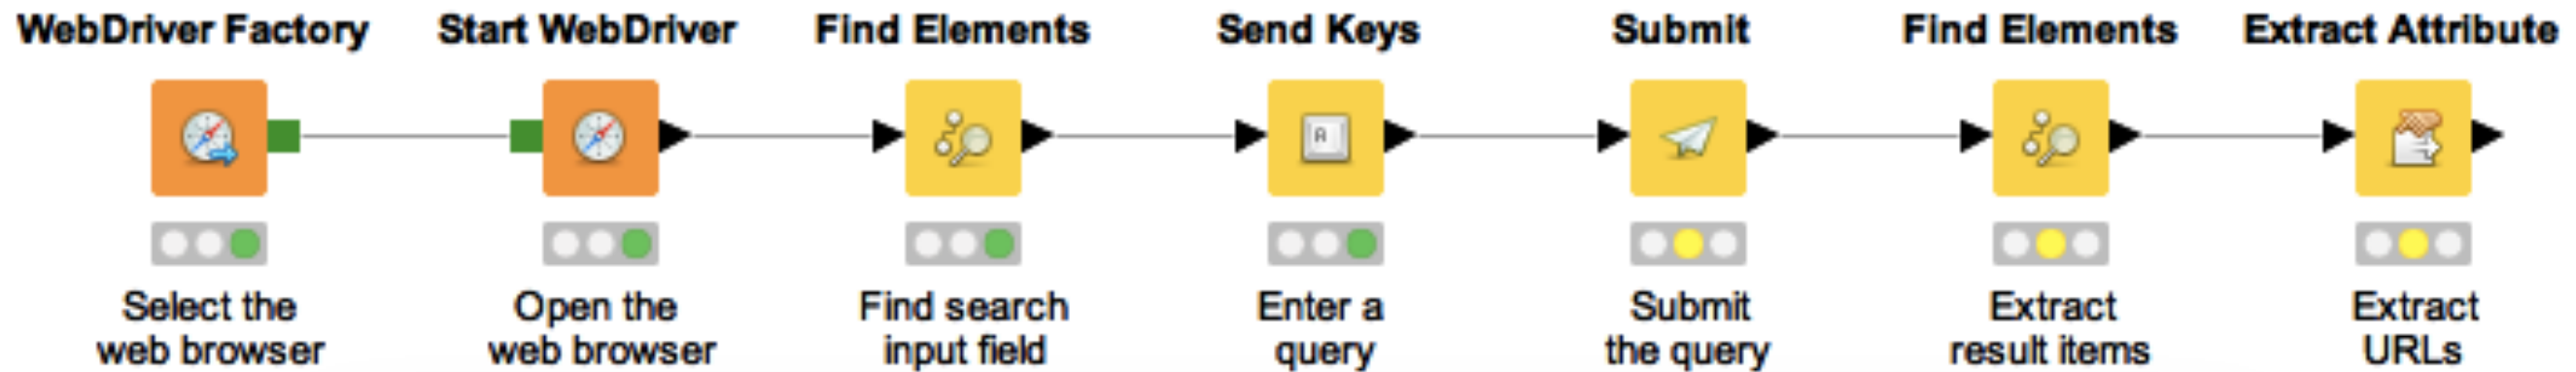 WebDriver Factory
Start WebDriver
Find Elements
Send Keys
Submit
Find Elements
Extract Attribute
A
Select the
web browser
Open the
web browser
Find search
input field
Enter a
query
Submit
the query
Extract
result items
Extract
URLs